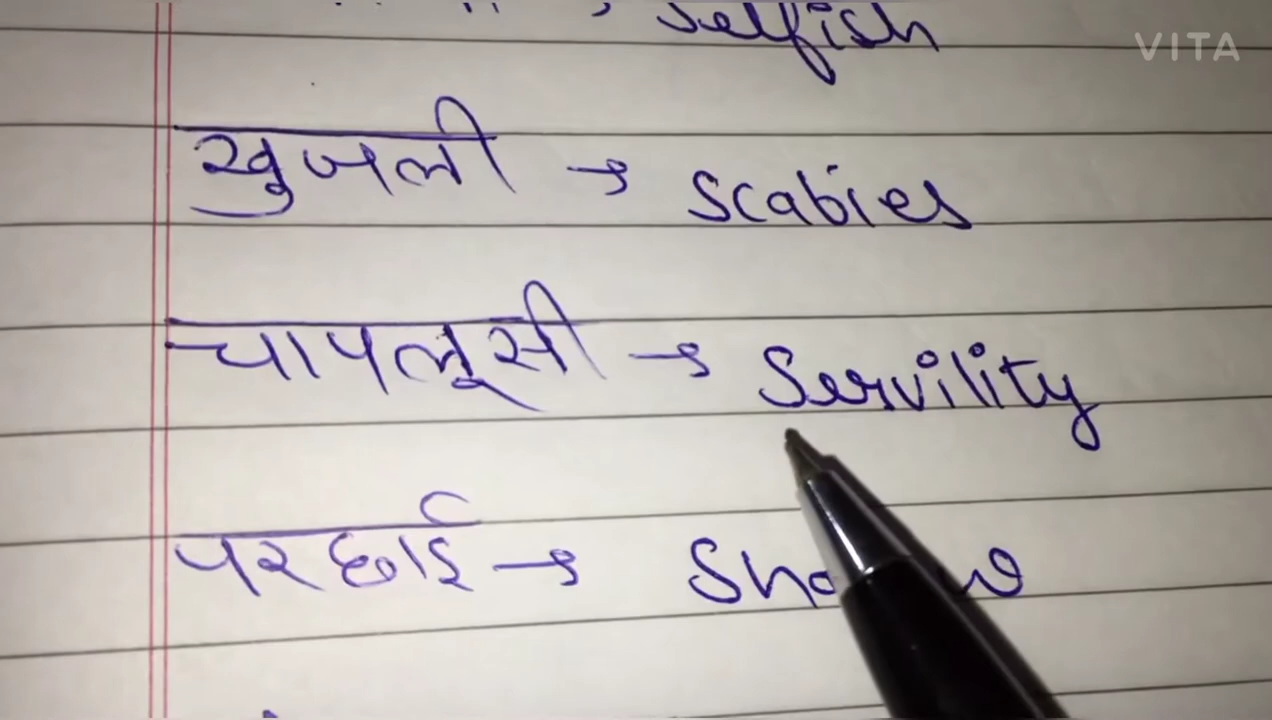 Selfish
VITA
खुजली → Scabies
चापलूसी → Servility
परछाई →